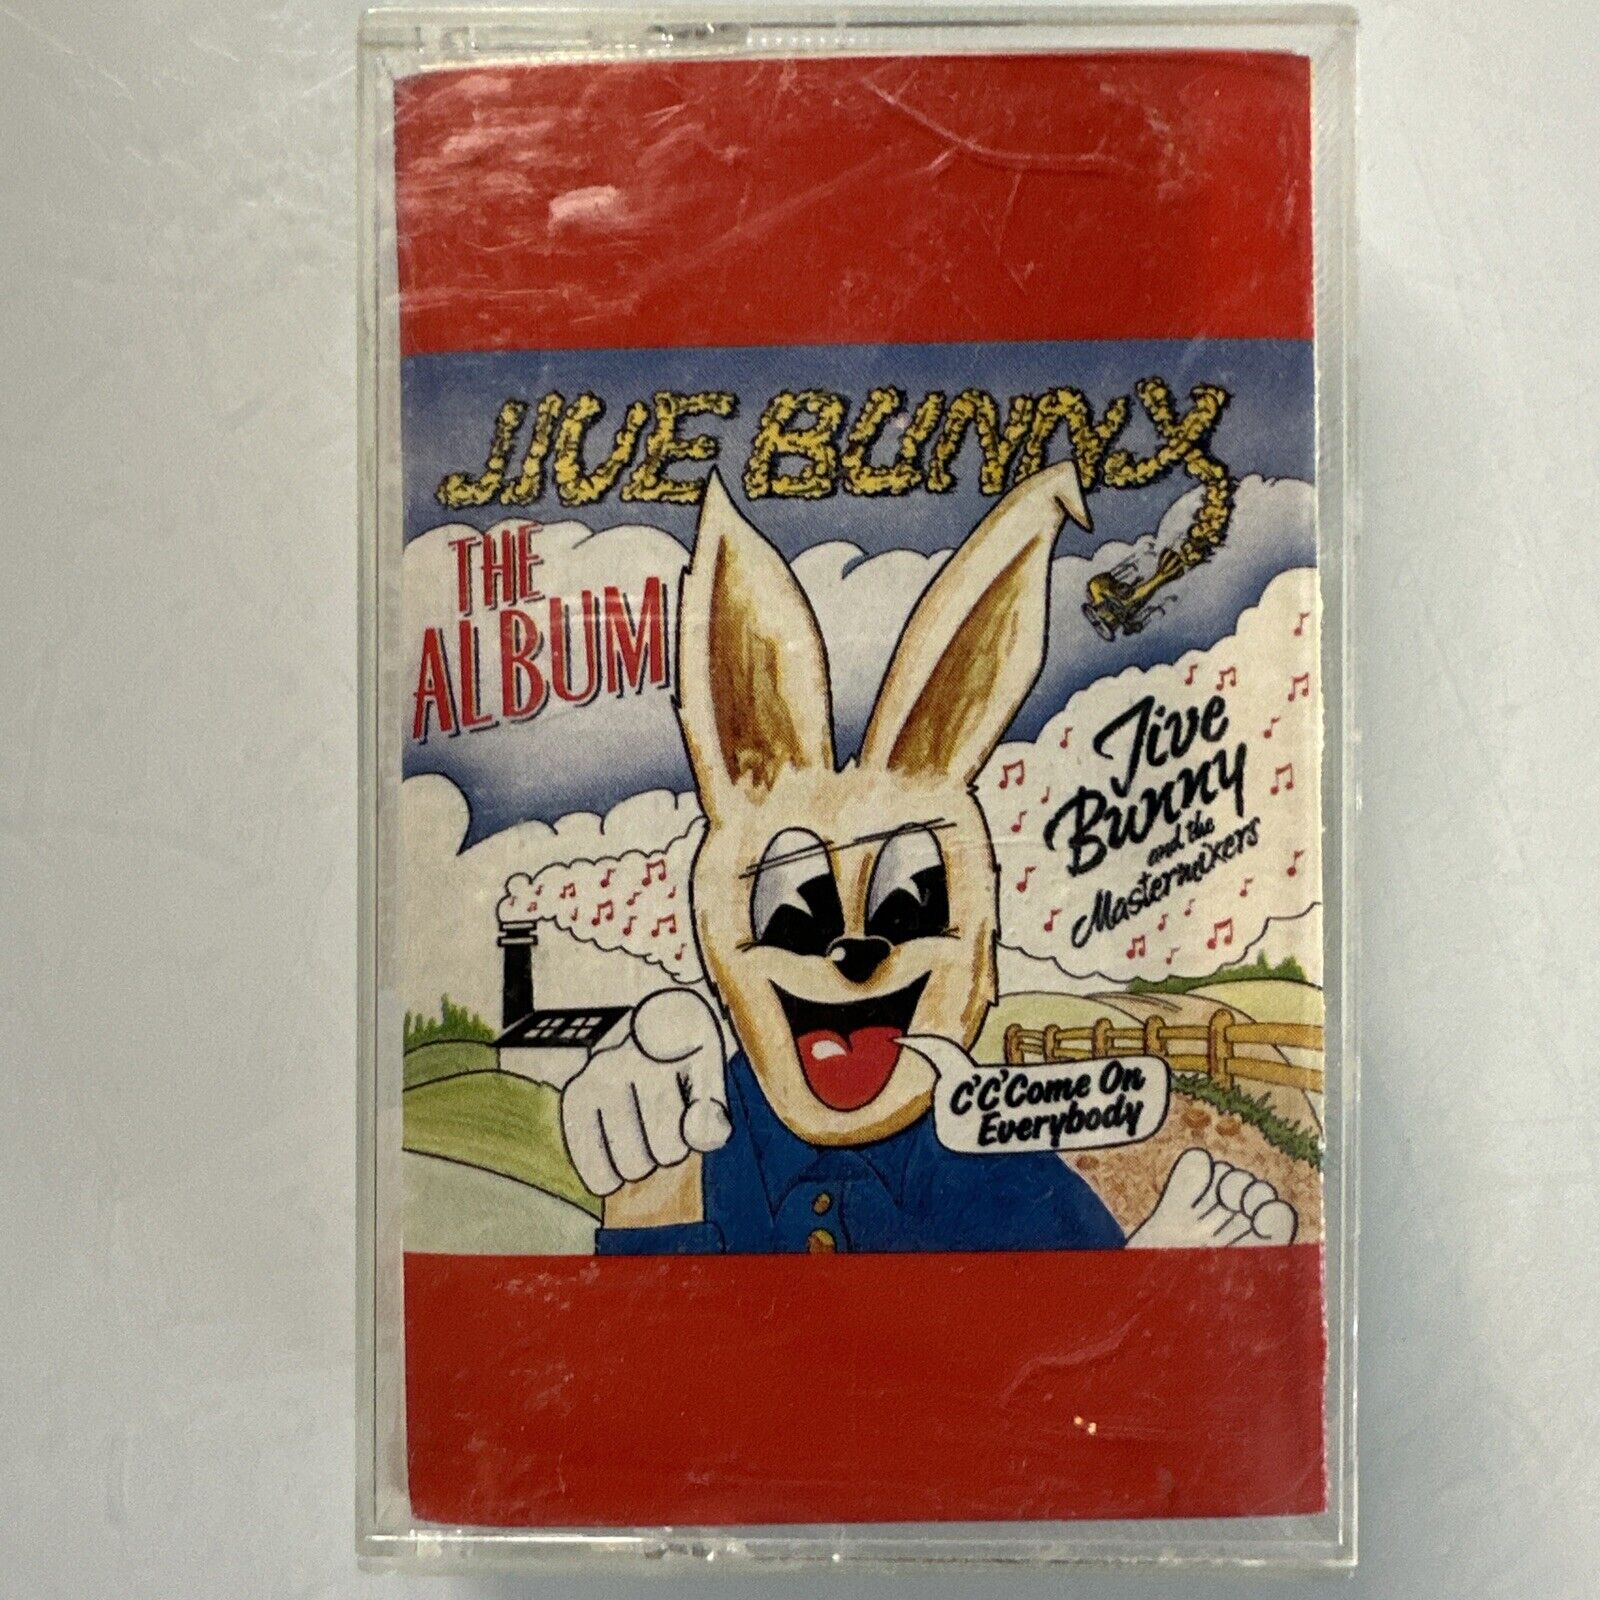 JIVE BUNNY
THE
ALBUM
Jive
Bunny
and the
Mastermixers
C'C'Come On
Everybody